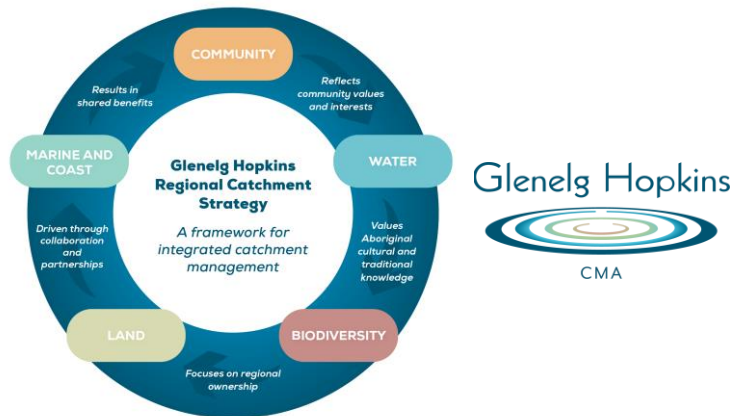 COMMUNITY
Results in
shared benefits
Reflects
community values
and interests
MARINE AND
COAST
WATER
Glenelg Hopkins
Regional Catchment
Strategy
A framework for
integrated catchment
management
Driven through
collaboration
and
partnerships
Values
Aboriginal
cultural and
traditional
knowledge
LAND
BIODIVERSITY
Focuses on regional
ownership
Glenelg Hopkins
CMA